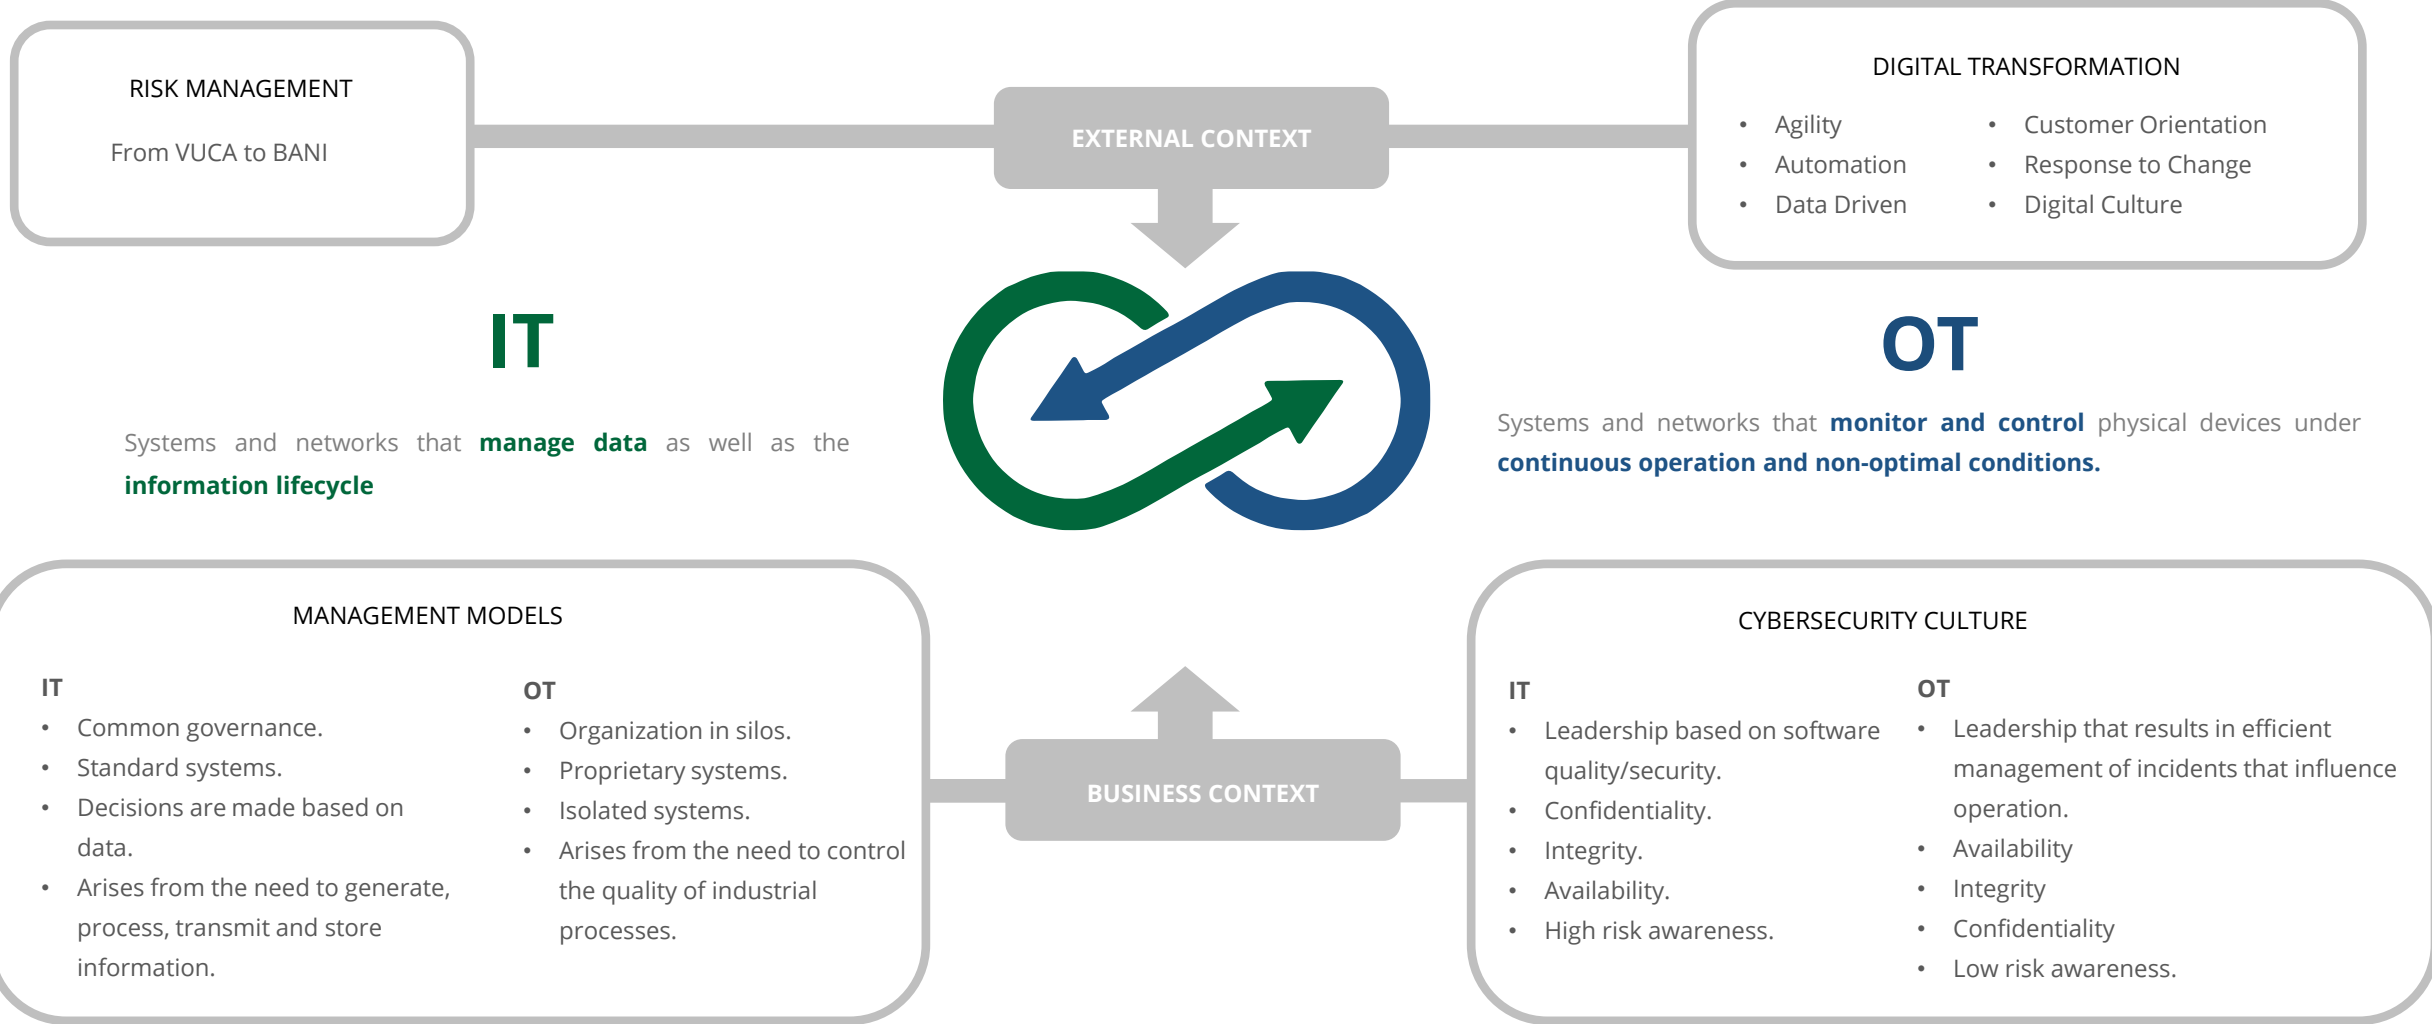 RISK MANAGEMENT
From VUCA to BANI
EXTERNAL CONTEXT
DIGITAL TRANSFORMATION
• Agility
• Automation
• Data Driven
• Customer Orientation
• Response to Change
• Digital Culture
IT
Systems and networks that manage data as well as the
information lifecycle
OT
Systems and networks that monitor and control physical devices under
continuous operation and non-optimal conditions.
MANAGEMENT MODELS
IT
• Common governance.
• Standard systems.
• Decisions are made based on
data.
• Arises from the need to generate,
process, transmit and store
information.
OT
• Organization in silos.
• Proprietary systems.
• Isolated systems.
• Arises from the need to control
the quality of industrial
processes.
BUSINESS CONTEXT
CYBERSECURITY CULTURE
IT
• Leadership based on software
quality/security.
• Confidentiality.
• Integrity.
• Availability.
• High risk awareness.
OT
• Leadership that results in efficient
management of incidents that influence
operation.
• Availability
• Integrity
• Confidentiality
• Low risk awareness.